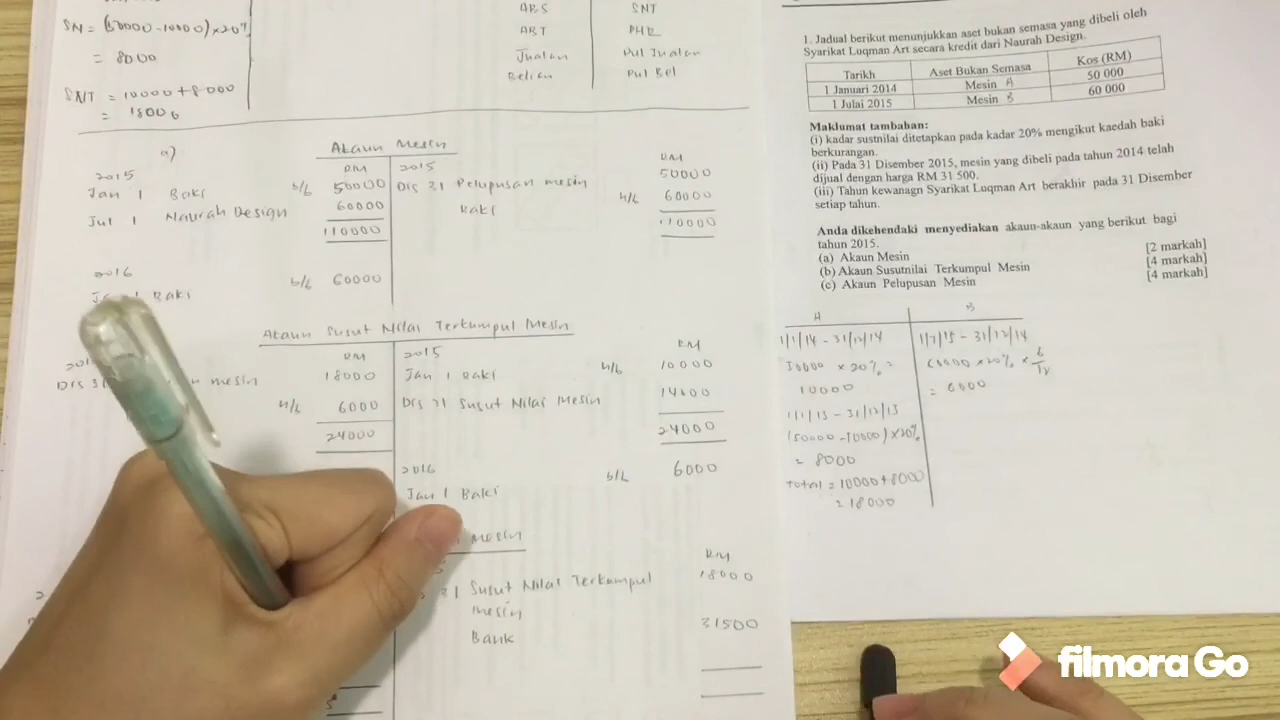 SN = (50000 - 10000) × 20%
= 8000
SNT = 10000 + 8000
= 18000
ABS SNT
ABT PHR
Jualan Pul Jualan
Belian Pul Bel
a)
Akaun Mesin
2015 RM 2015 RM
Jan 1 Baki b/b 50000 Dis 31 Pelupusan mesin 50000
Jul 1 Naurah Design 60000 Baki h/b 60000
110000 110000
2016
Baki b/b 60000
Akaun Susut Nilai Terkumpul Mesin
RM 2015 RM
mesin 18000 Jan 1 Baki h/b 10000
h/b 6000 Dis 31 Susut Nilai Mesin 14000
24000 24000
2016
Jan 1 Baki b/b 6000
Mesin
RM
31 Susut Nilai Terkumpul 18000
mesin
Bank 31500
1. Jadual berikut menunjukkan aset bukan semasa yang dibeli oleh
Syarikat Luqman Art secara kredit dari Naurah Design.
Tarikh Aset Bukan Semasa Kos (RM)
1 Januari 2014 Mesin A 50 000
1 Julai 2015 Mesin B 60 000
Maklumat tambahan:
(i) kadar sustnilai ditetapkan pada kadar 20% mengikut kaedah baki
berkurangan.
(ii) Pada 31 Disember 2015, mesin yang dibeli pada tahun 2014 telah
dijual dengan harga RM 31 500.
(iii) Tahun kewanagn Syarikat Luqman Art berakhir pada 31 Disember
setiap tahun.
Anda dikehendaki menyediakan akaun-akaun yang berikut bagi
tahun 2015.
(a) Akaun Mesin [2 markah]
(b) Akaun Susutnilai Terkumpul Mesin [4 markah]
(c) Akaun Pelupusan Mesin [4 markah]
A B
1/1/14 - 31/12/14 1/7/15 - 31/12/14
50000 × 20% = 60000 × 20% × 6/12
10000 = 6000
1/1/15 - 31/12/15
(50000 - 10000) × 20%
= 8000
Total = 10000 + 8000
= 18000
filmora Go